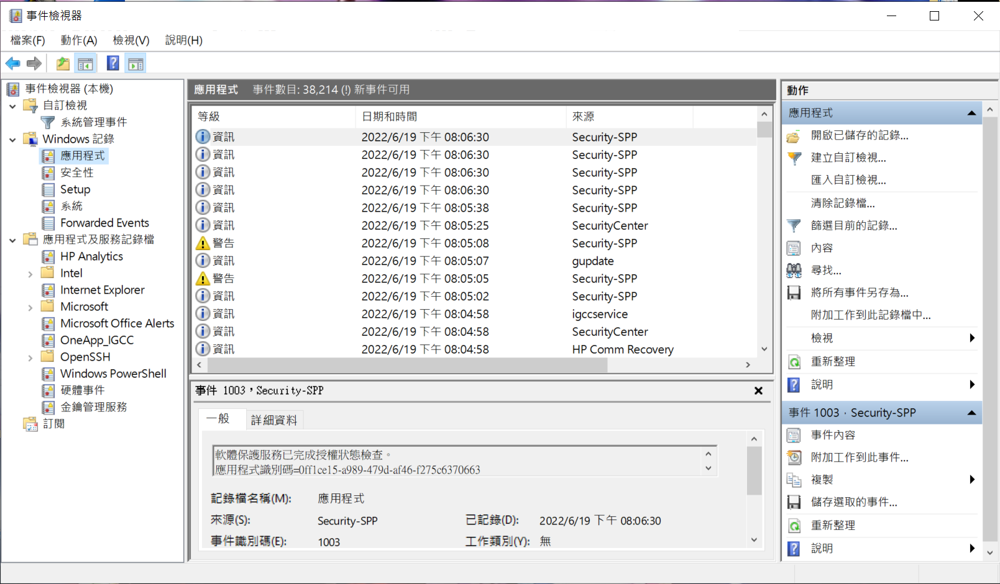 事件檢視器
檔案(F) 動作(A) 檢視(V) 說明(H)
事件檢視器 (本機)
自訂檢視
系統管理事件
Windows 記錄
應用程式
安全性
Setup
系統
Forwarded Events
應用程式及服務記錄檔
HP Analytics
Intel
Internet Explorer
Microsoft
Microsoft Office Alerts
OneApp_IGCC
OpenSSH
Windows PowerShell
硬體事件
金鑰管理服務
訂閱
應用程式 事件數目: 38,214 (!) 新事件可用
等級 日期和時間 來源
資訊 2022/6/19 下午 08:06:30 Security-SPP
資訊 2022/6/19 下午 08:06:30 Security-SPP
資訊 2022/6/19 下午 08:06:30 Security-SPP
資訊 2022/6/19 下午 08:06:30 Security-SPP
資訊 2022/6/19 下午 08:05:38 Security-SPP
資訊 2022/6/19 下午 08:05:25 SecurityCenter
警告 2022/6/19 下午 08:05:08 Security-SPP
資訊 2022/6/19 下午 08:05:07 gupdate
警告 2022/6/19 下午 08:05:05 Security-SPP
資訊 2022/6/19 下午 08:05:02 Security-SPP
資訊 2022/6/19 下午 08:04:58 igccservice
資訊 2022/6/19 下午 08:04:58 SecurityCenter
資訊 2022/6/19 下午 08:04:58 HP Comm Recovery
事件 1003，Security-SPP
一般 詳細資料
軟體保護服務已完成授權狀態檢查。
應用程式識別碼=0ff1ce15-a989-479d-af46-f275c6370663
記錄檔名稱(M): 應用程式
來源(S): Security-SPP 已記錄(D): 2022/6/19 下午 08:06:30
事件識別碼(E): 1003 工作類別(Y): 無
動作
應用程式
開啟已儲存的記錄...
建立自訂檢視...
匯入自訂檢視...
清除記錄檔...
篩選目前的記錄...
內容
尋找...
將所有事件另存為...
附加工作到此記錄檔中...
檢視
重新整理
說明
事件 1003，Security-SPP
事件內容
附加工作到此事件...
複製
儲存選取的事件...
重新整理
說明